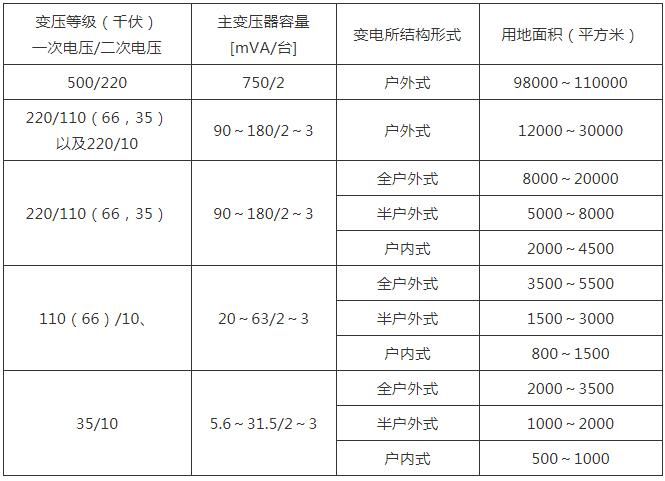 变压等级（千伏）
一次电压/二次电压
主变压器容量
[mVA/台]
变电所结构形式
用地面积（平方米）
500/220
750/2
户外式
98000～110000
220/110（66，35）
以及220/10
90～180/2～3
户外式
12000～30000
220/110（66，35）
90～180/2～3
全户外式
8000～20000
半户外式
5000～8000
户内式
2000～4500
110（66）/10、
20～63/2～3
全户外式
3500～5500
半户外式
1500～3000
户内式
800～1500
35/10
5.6～31.5/2～3
全户外式
2000～3500
半户外式
1000～2000
户内式
500～1000